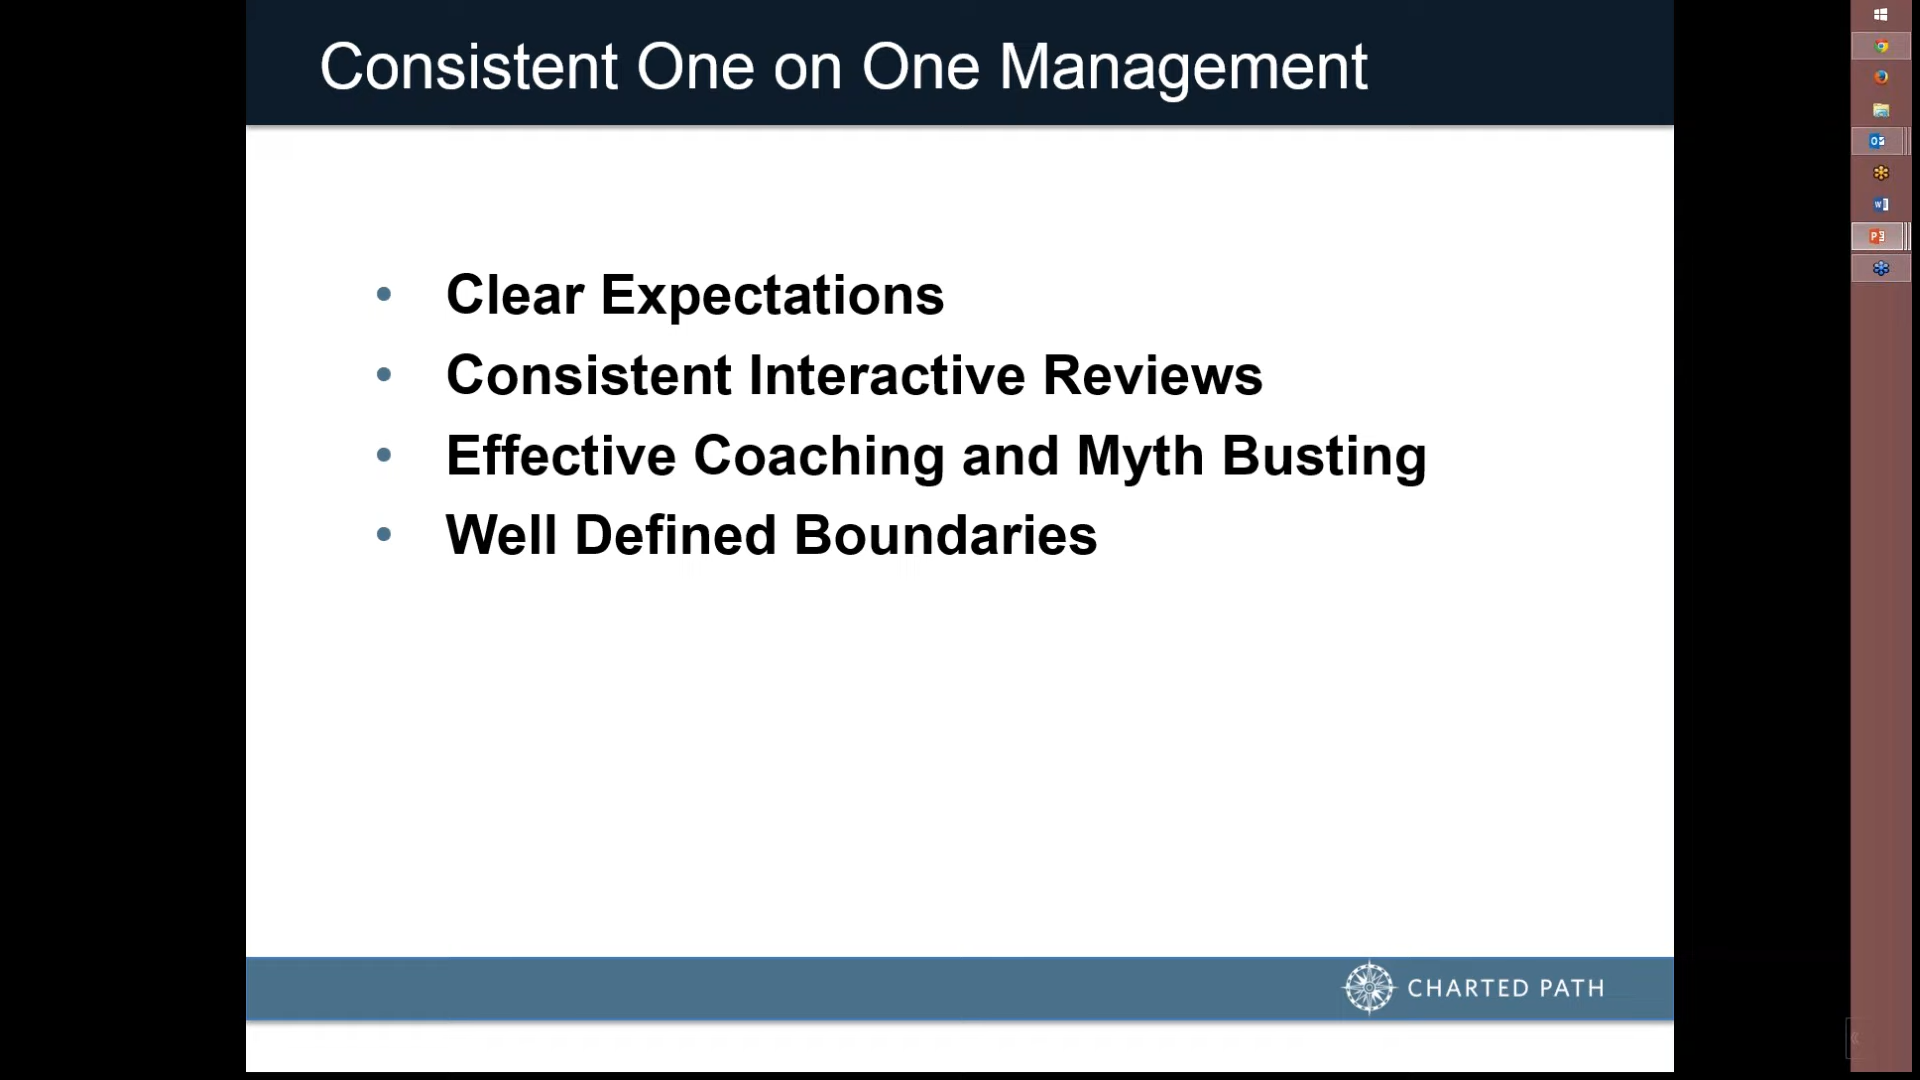 Consistent One on One Management
• Clear Expectations
• Consistent Interactive Reviews
• Effective Coaching and Myth Busting
• Well Defined Boundaries
CHARTED PATH